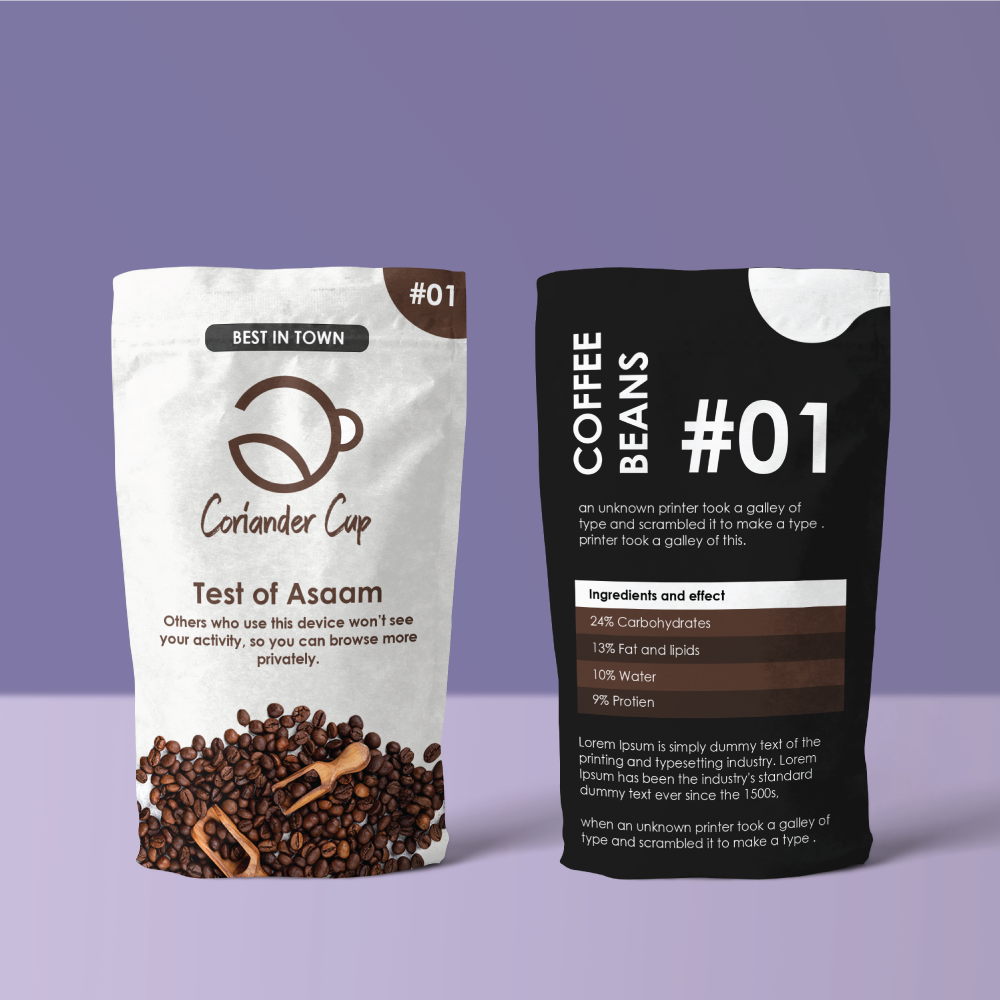 #01
BEST IN TOWN
Coriander Cup
Test of Asaam
Others who use this device won't see
your activity, so you can browse more
privately.
COFFEE
BEANS
#01
an unknown printer took a galley of
type and scrambled it to make a type .
printer took a galley of this.
Ingredients and effect
24% Carbohydrates
13% Fat and lipids
10% Water
9% Protien
Lorem Ipsum is simply dummy text of the
printing and typesetting industry. Lorem
Ipsum has been the industry's standard
dummy text ever since the 1500s,
when an unknown printer took a galley of
type and scrambled it to make a type .